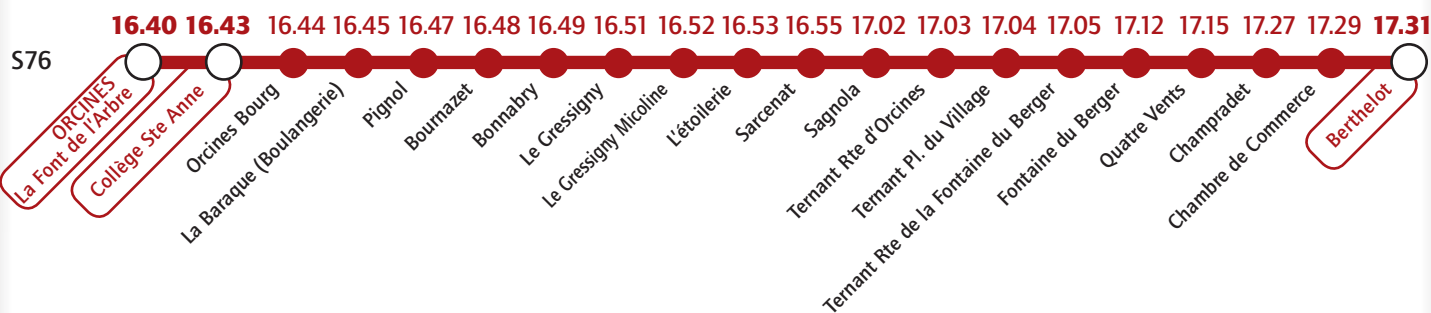 16.40 16.43 16.44 16.45 16.47 16.48 16.49 16.51 16.52 16.53 16.55 17.02 17.03 17.04 17.05 17.12 17.15 17.27 17.29 17.31
S76
ORCINES
La Font de l'Arbre
Collège Ste Anne
Orcines Bourg
La Baraque (Boulangerie)
Pignol
Bournazet
Bonnabry
Le Gressigny
Le Gressigny Micoline
L'étoilerie
Sarcenat
Sagnola
Ternant Rte d'Orcines
Ternant Pl. du Village
Ternant Rte de la Fontaine du Berger
Fontaine du Berger
Quatre Vents
Champradet
Chambre de Commerce
Berthelot